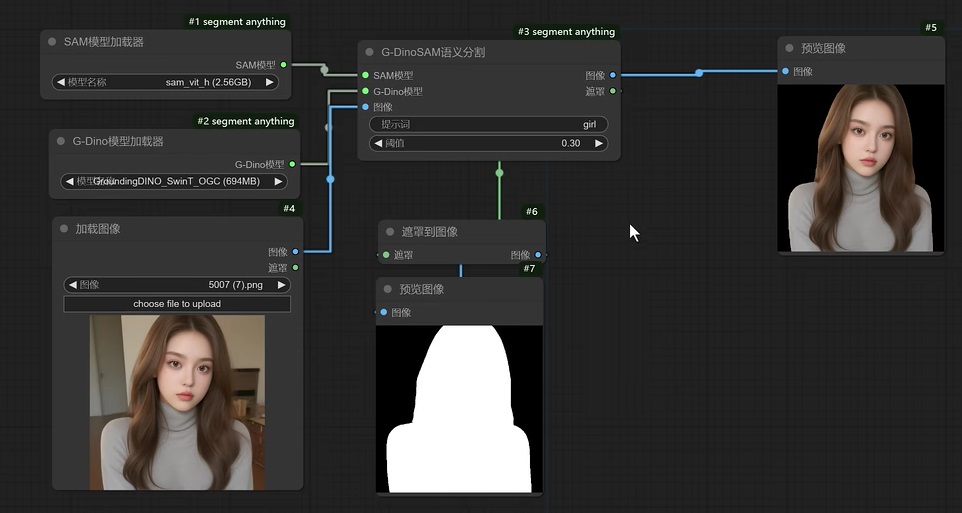 #1 segment anything
SAM模型加载器
SAM模型
模型名称 sam_vit_h (2.56GB)
#2 segment anything
G-Dino模型加载器
G-Dino模型
GroundingDINO_SwinT_OGC (694MB)
#4
加载图像
图像
遮罩
图像 5007 (7).png
choose file to upload
#3 segment anything
G-DinoSAM语义分割
SAM模型 图像
G-Dino模型 遮罩
图像
提示词 girl
阈值 0.30
#6
遮罩到图像
遮罩 图像
#7
预览图像
图像
#5
预览图像
图像